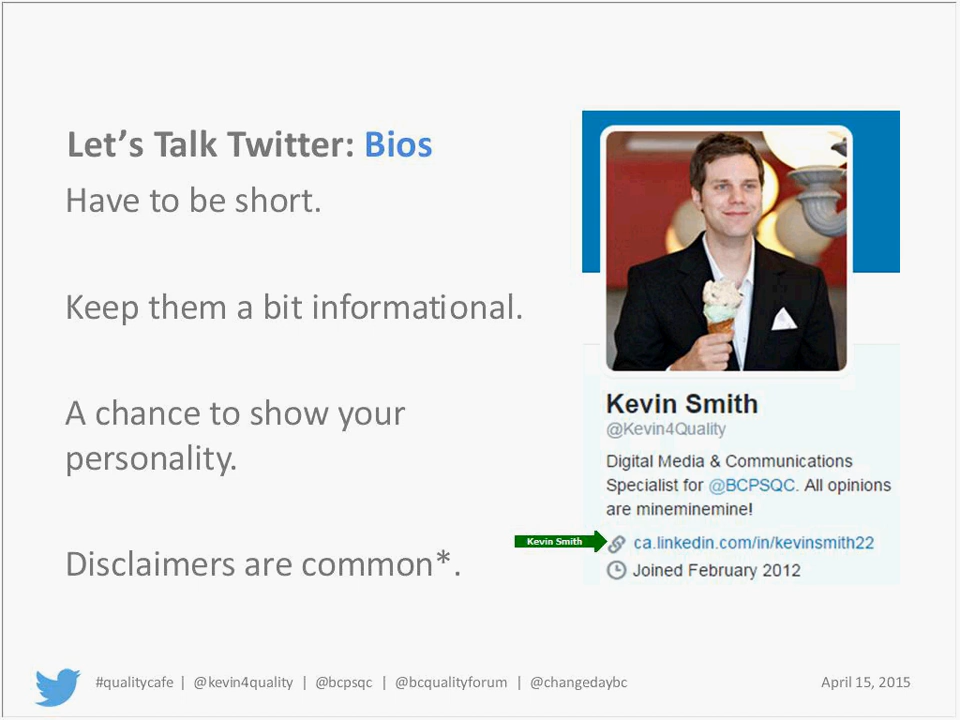 Let’s Talk Twitter: Bios
Have to be short.
Keep them a bit informational.
A chance to show your
personality.
Disclaimers are common*.
Kevin Smith
@Kevin4Quality
Digital Media & Communications
Specialist for @BCPSQC. All opinions
are mineminemine!
Kevin Smith
ca.linkedin.com/in/kevinsmith22
Joined February 2012
#qualitycafe | @kevin4quality | @bcpsqc | @bcqualityforum | @changedaybc
April 15, 2015